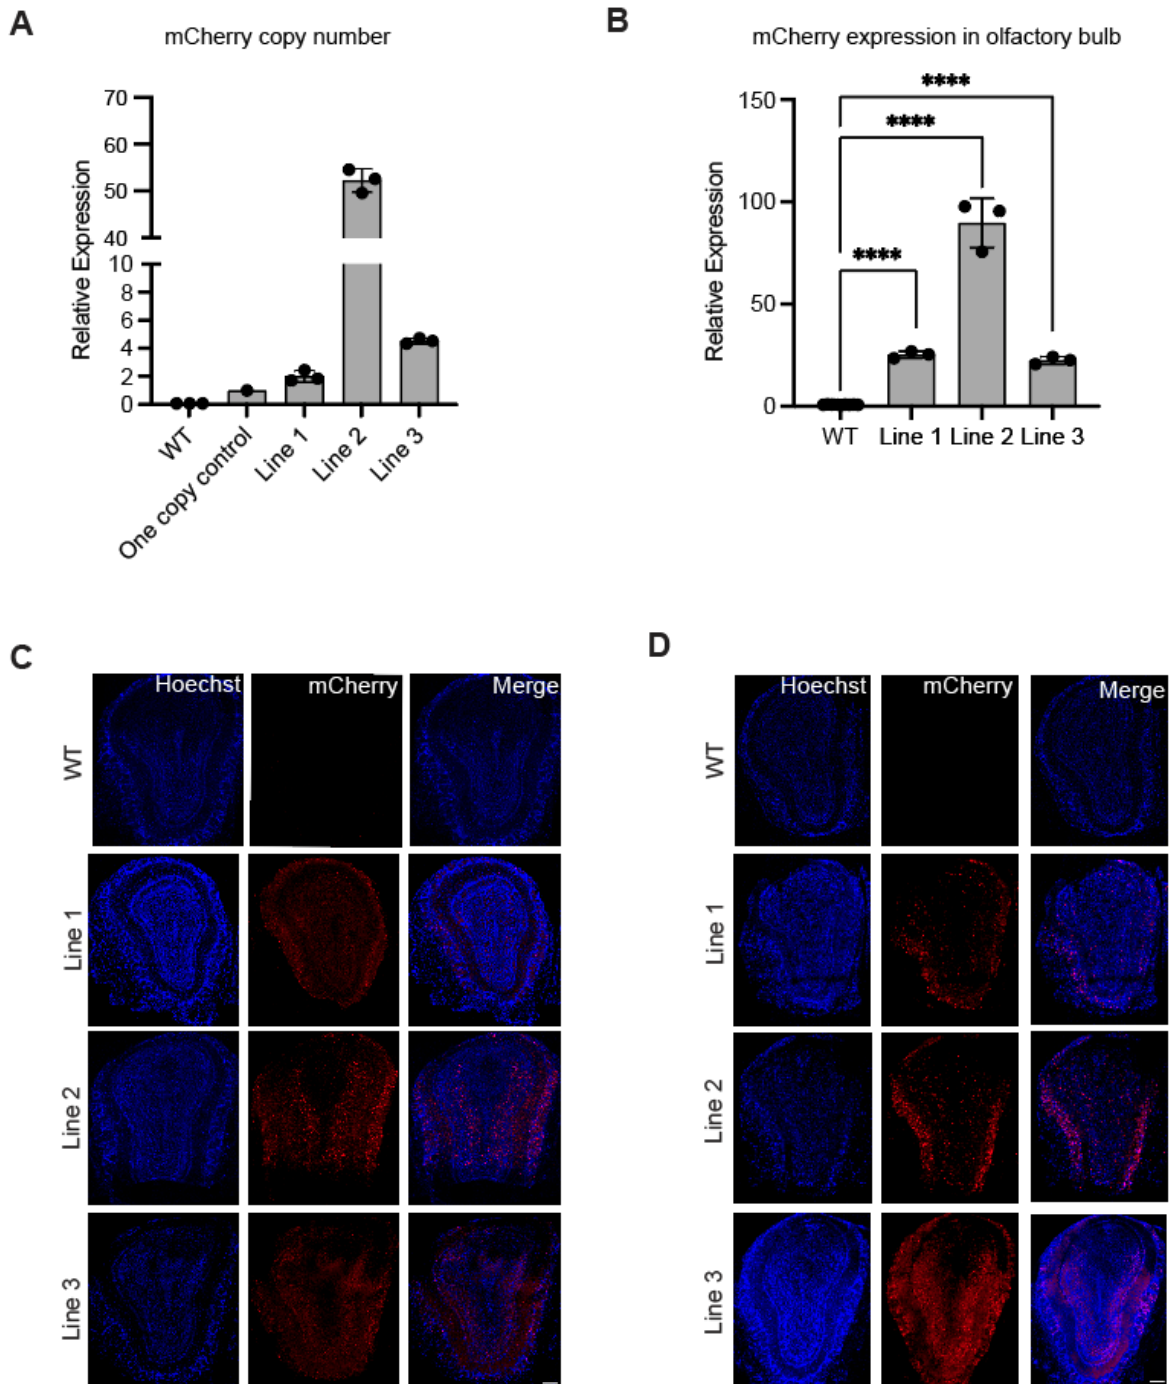 A
mCherry copy number
Relative Expression
70
60
50
40
10
8
6
4
2
0
WT
One copy control
Line 1
Line 2
Line 3
B
mCherry expression in olfactory bulb
Relative Expression
150
100
50
0
****
****
****
WT Line 1 Line 2 Line 3
C
Hoechst mCherry Merge
WT
Line 1
Line 2
Line 3
D
Hoechst mCherry Merge
WT
Line 1
Line 2
Line 3